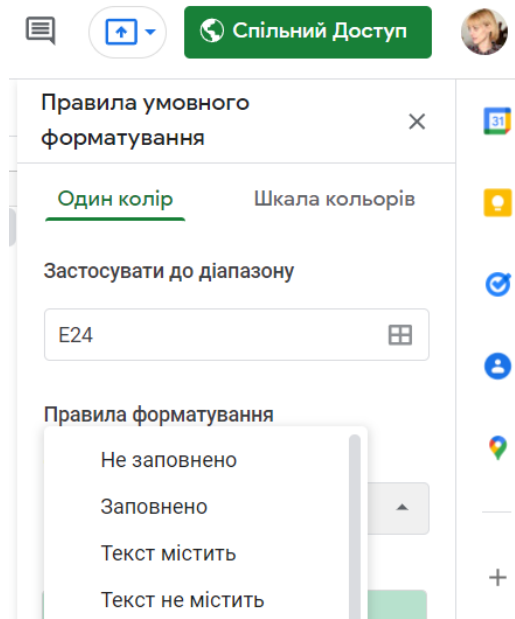 Спільний Доступ
Правила умовного
форматування
Один колір
Шкала кольорів
31
Застосувати до діапазону
E24
Правила форматування
Не заповнено
Заповнено
Текст містить
Текст не містить